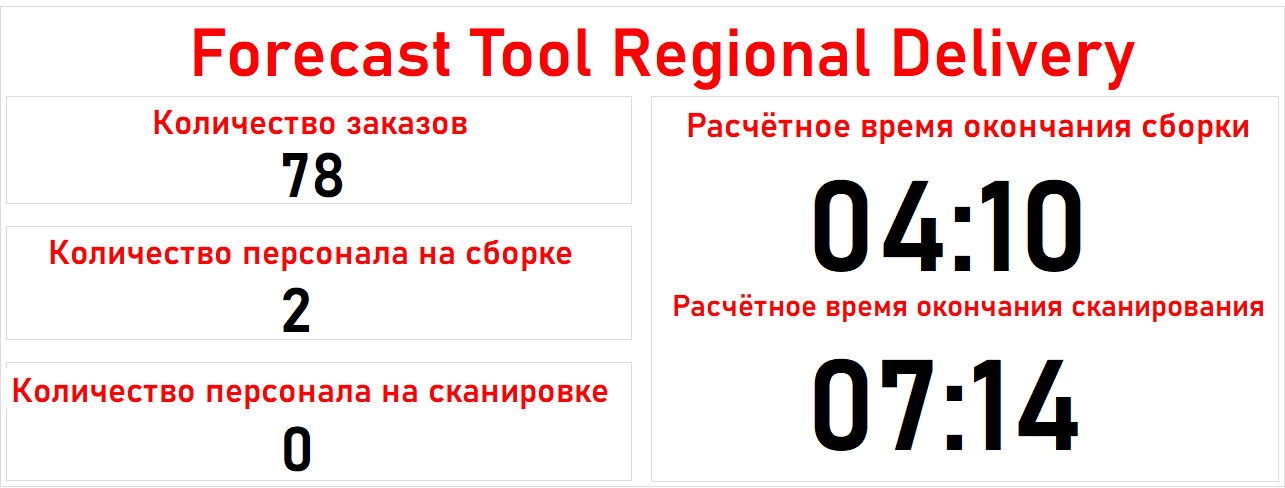 Forecast Tool Regional Delivery
Количество заказов
78
Количество персонала на сборке
2
Количество персонала на сканировке
0
Расчётное время окончания сборки
04:10
Расчётное время окончания сканирования
07:14